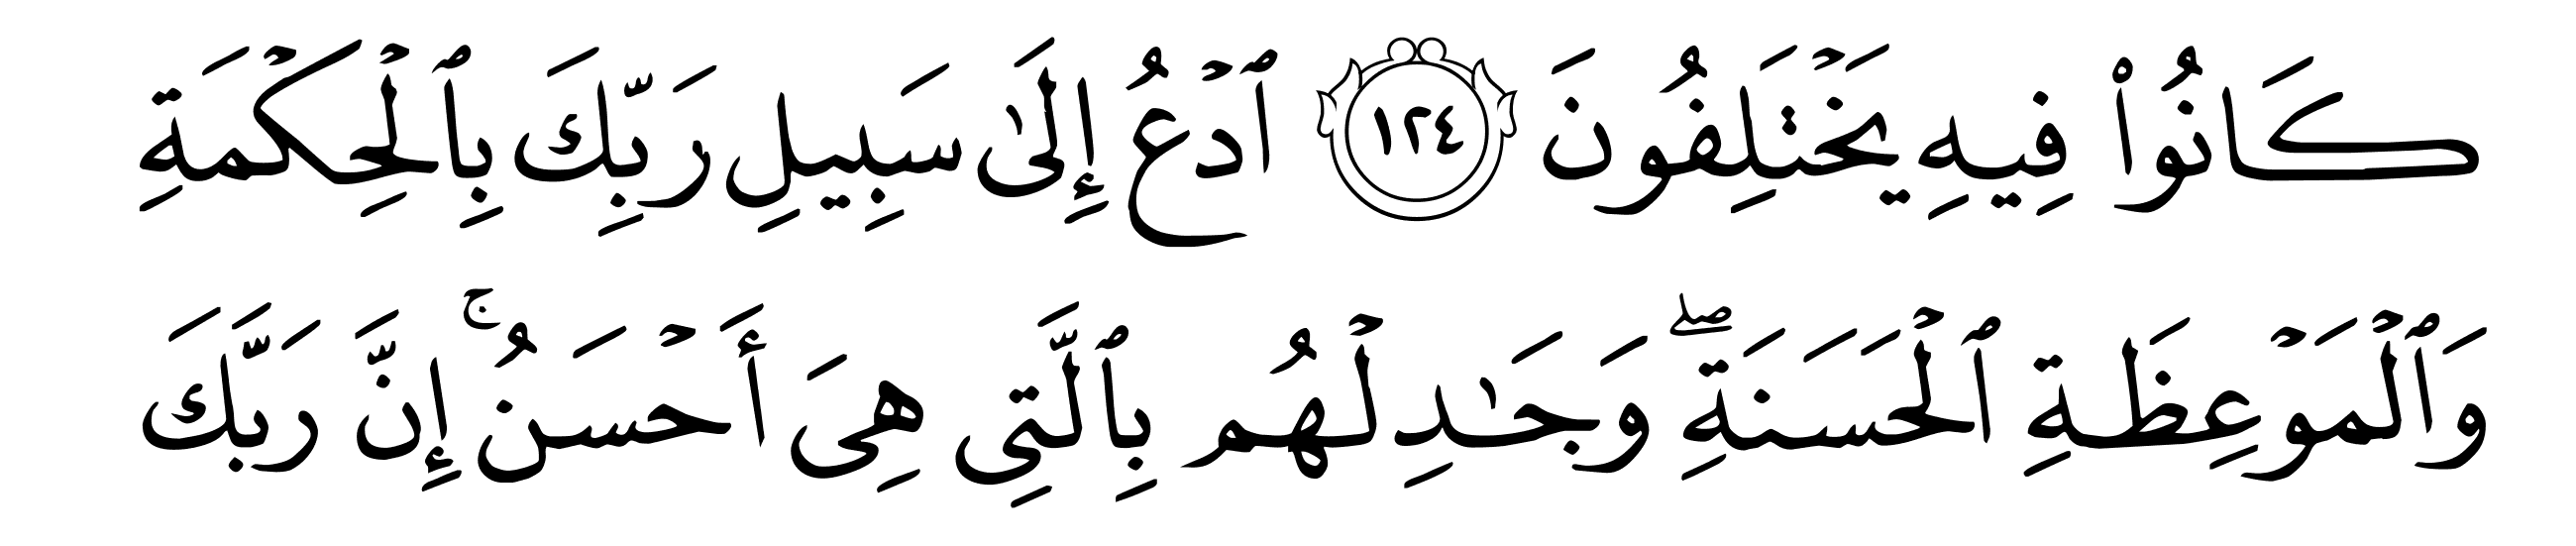 كَانُوا۟ فِيهِ يَخْتَلِفُونَ ١٢٤ ٱدْعُ إِلَىٰ سَبِيلِ رَبِّكَ بِٱلْحِكْمَةِ
وَٱلْمَوْعِظَةِ ٱلْحَسَنَةِ ۖ وَجَـٰدِلْهُم بِٱلَّتِى هِىَ أَحْسَنُ ۚ إِنَّ رَبَّكَ